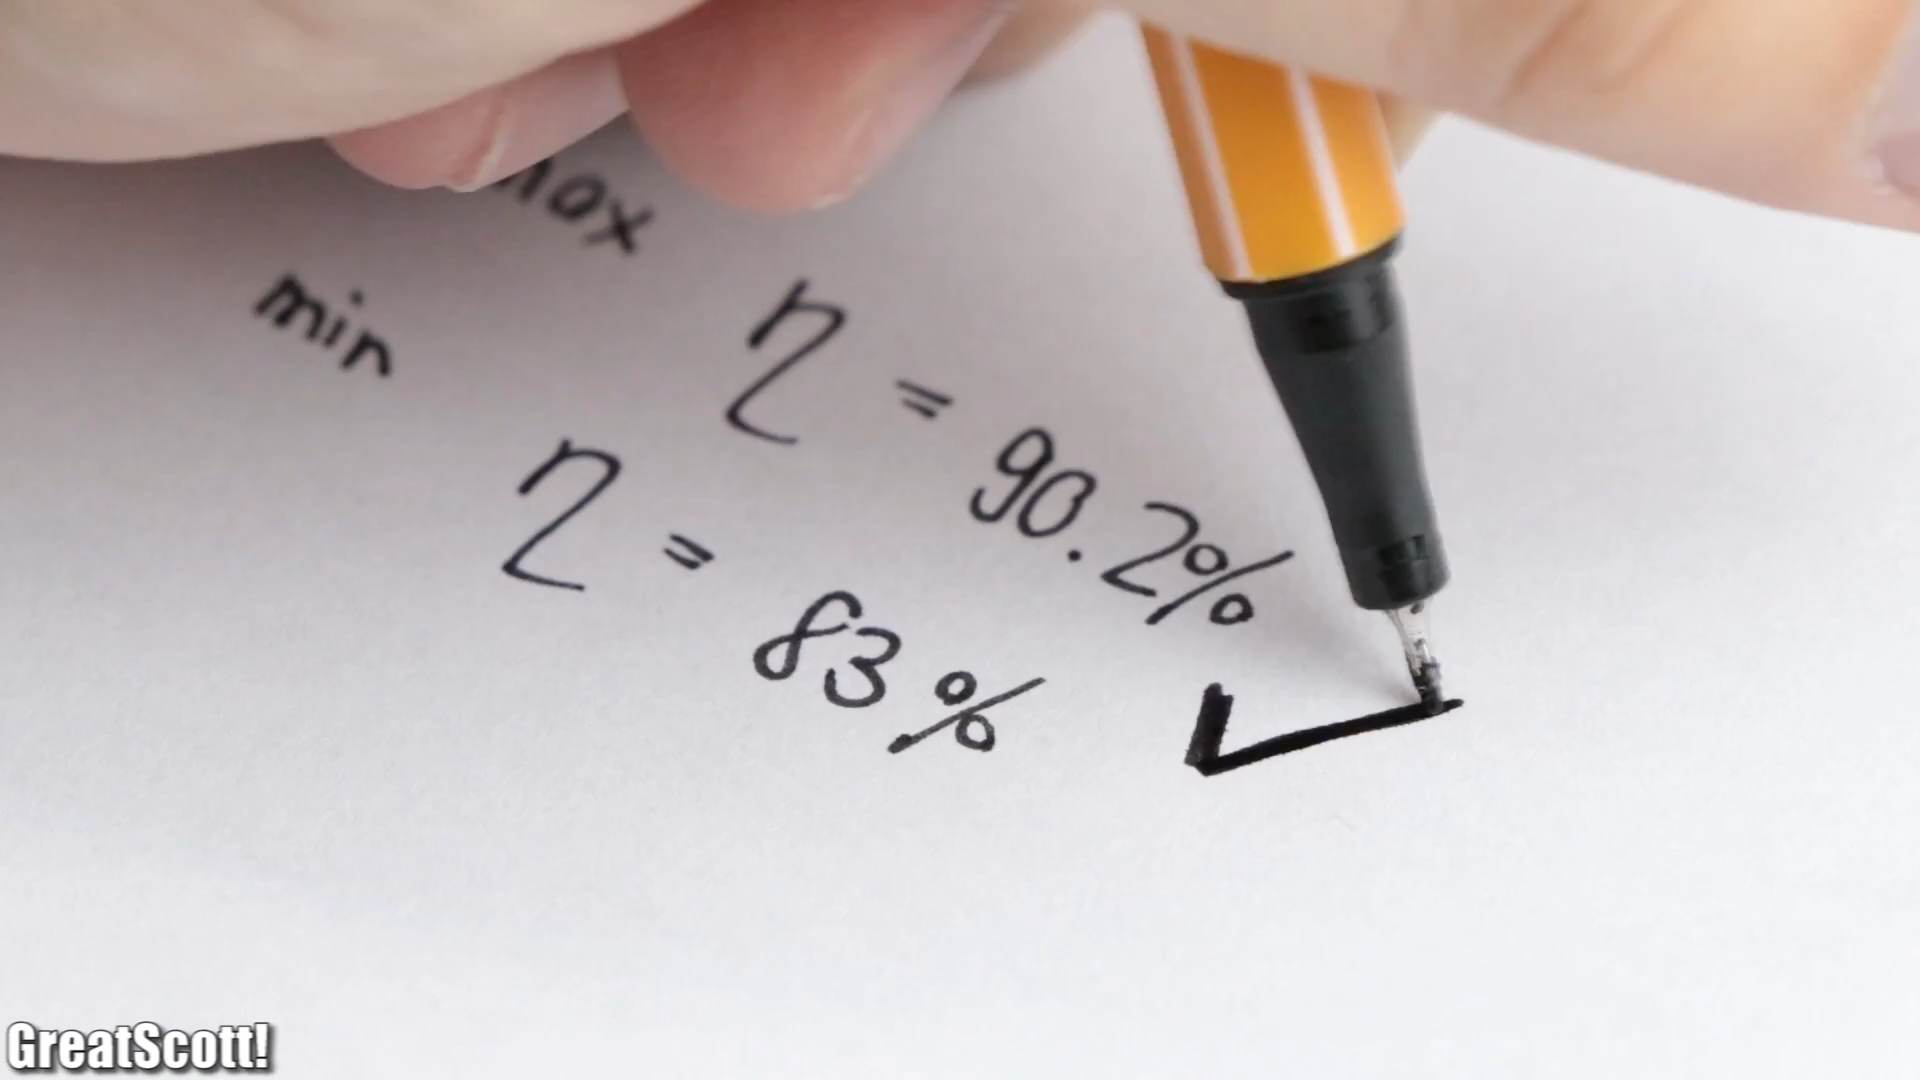 max η = 90.2%
min η = 83%
GreatScott!